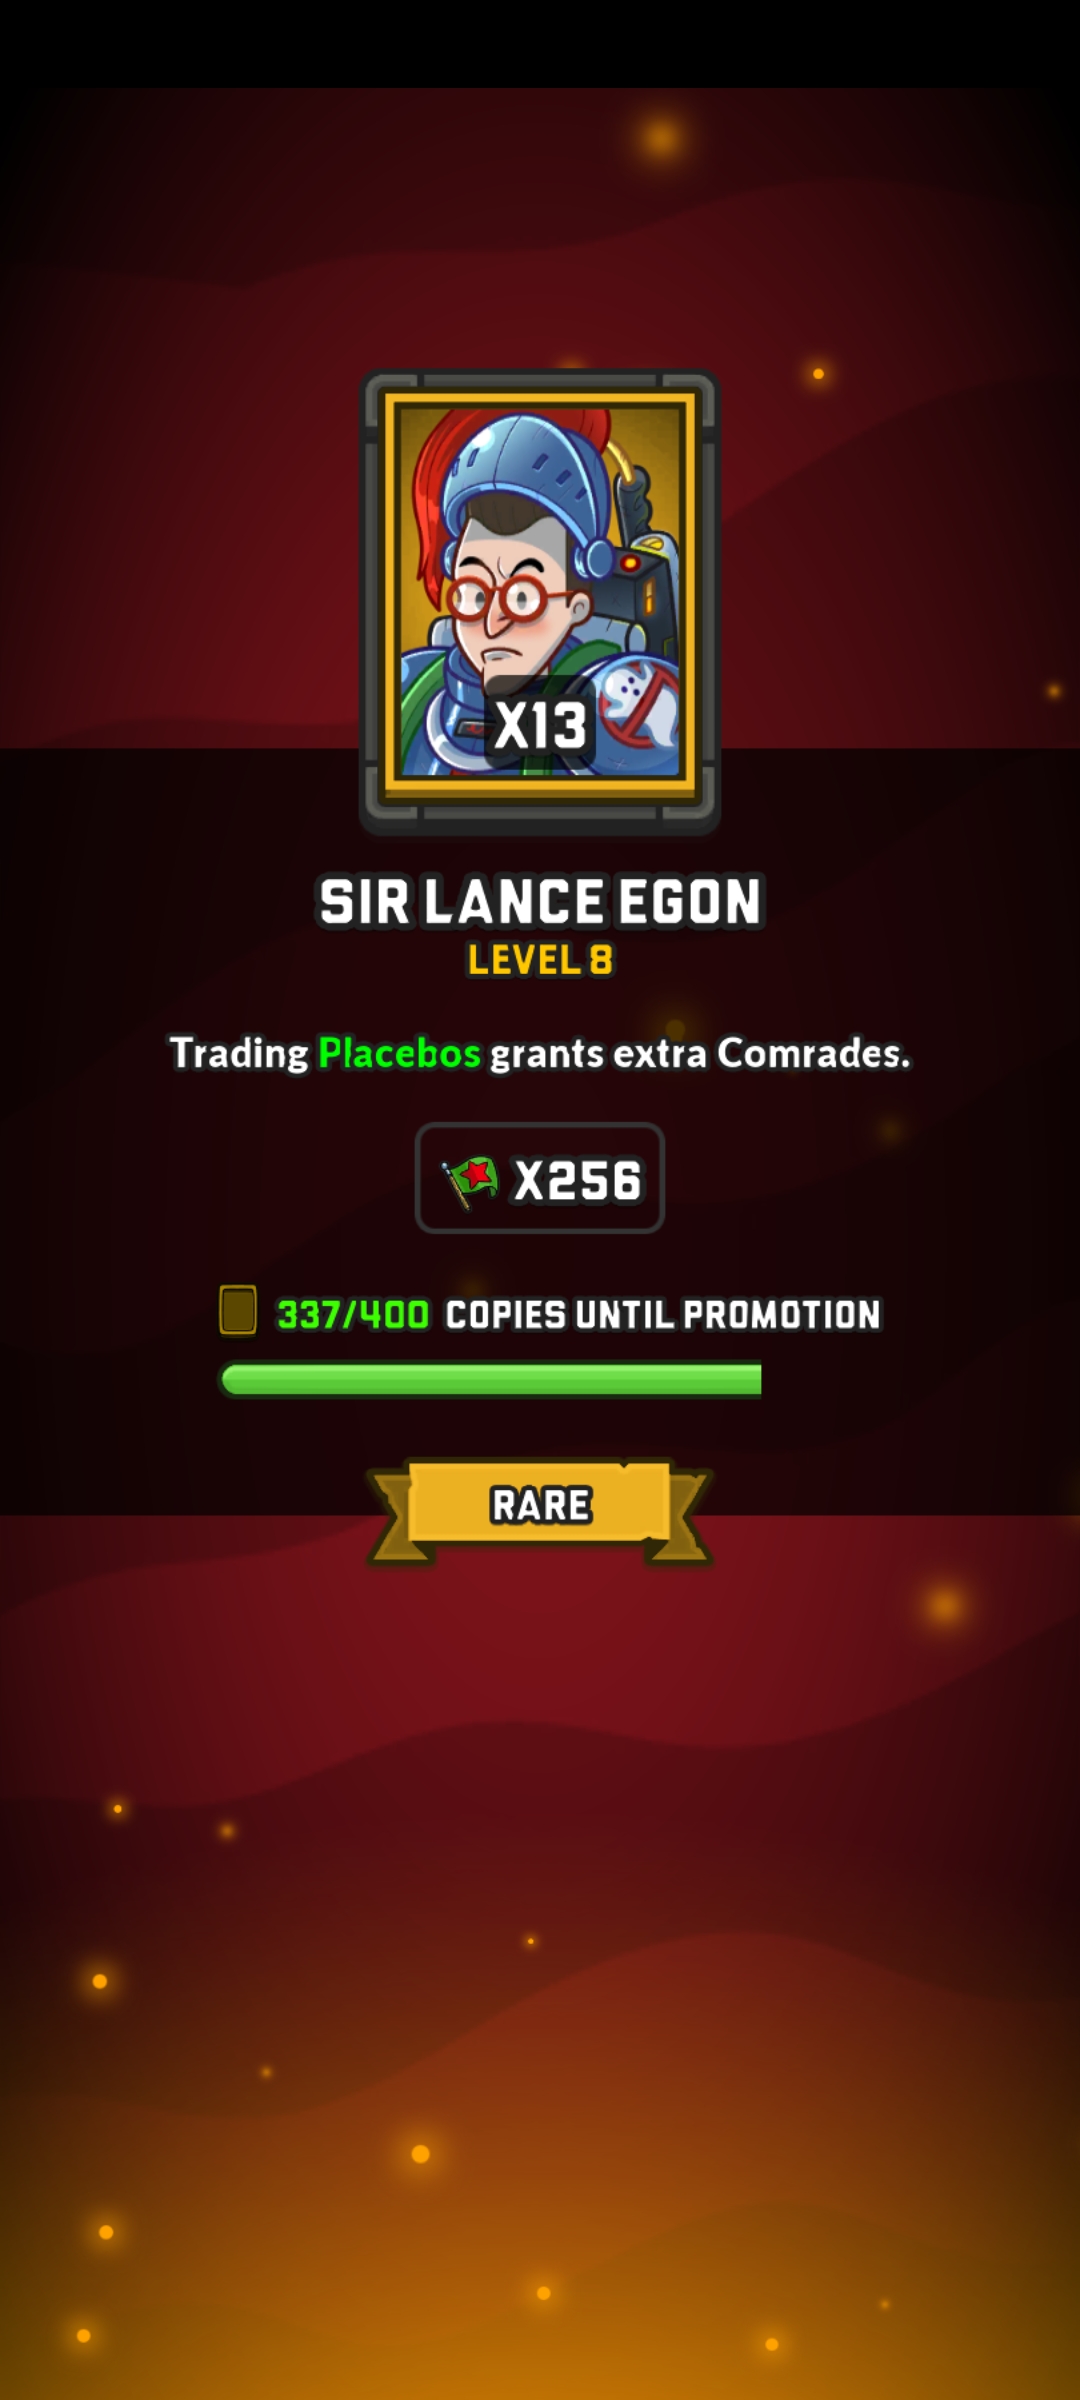 X13
SIR LANCE EGON
LEVEL 8
Trading Placebos grants extra Comrades.
X256
337/400 COPIES UNTIL PROMOTION
RARE